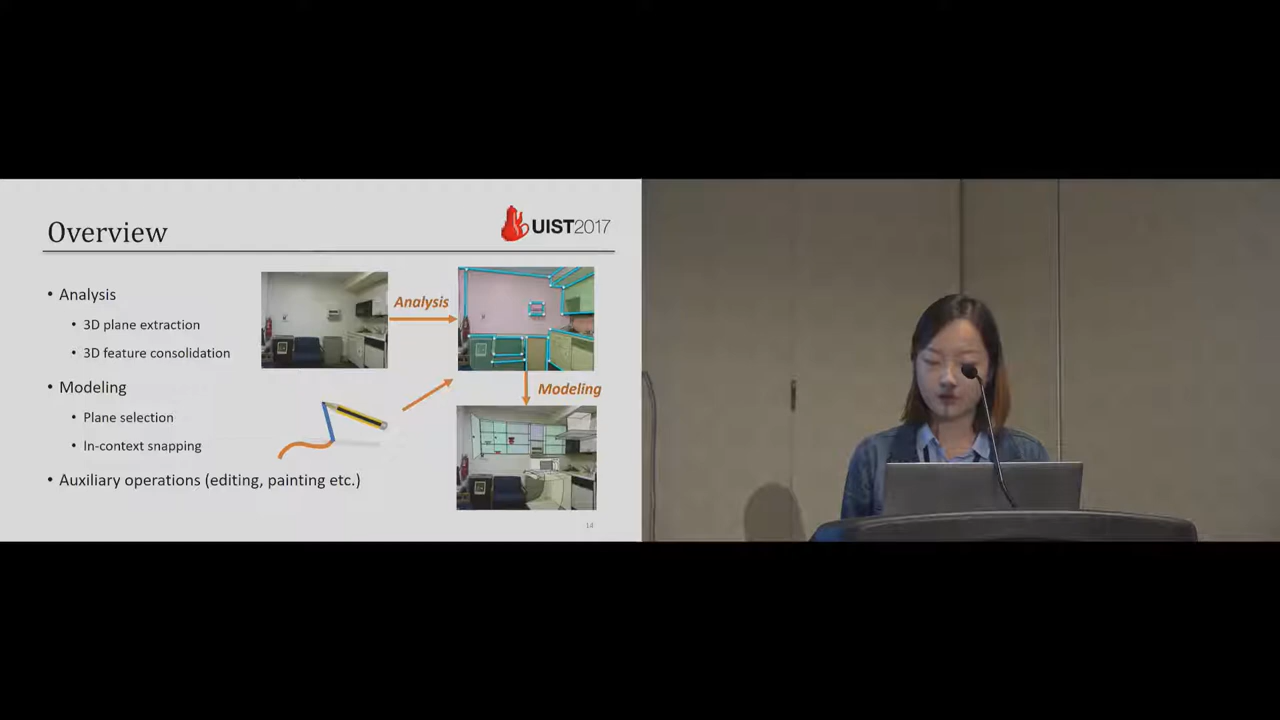 Overview
UIST2017
• Analysis
• 3D plane extraction
• 3D feature consolidation
• Modeling
• Plane selection
• In-context snapping
• Auxiliary operations (editing, painting etc.)
Analysis
Modeling
14